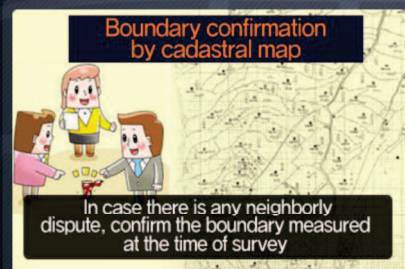 Boundary confirmation
by cadastral map
In case there is any neighborly
dispute, confirm the boundary measured
at the time of survey